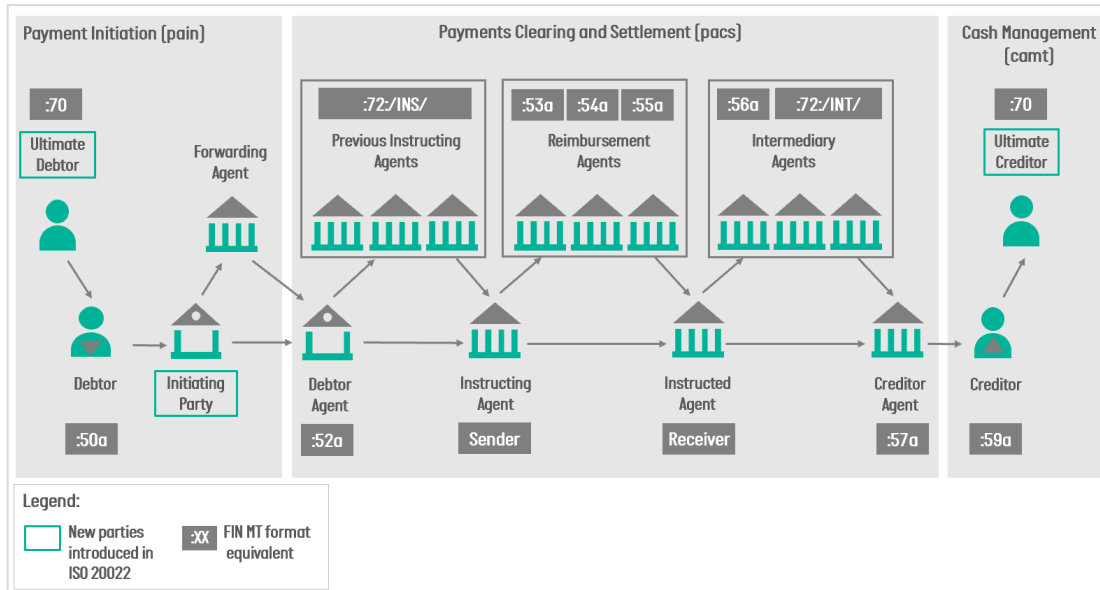 Payment Initiation (pain)
Payments Clearing and Settlement (pacs)
Cash Management
(camt)
:70
Ultimate
Debtor
Forwarding
Agent
:72:/INS/
Previous Instructing
Agents
:53a
:54a
:55a
Reimbursement
Agents
:56a
:72:/INT/
Intermediary
Agents
:70
Ultimate
Creditor
Debtor
:50a
Initiating
Party
Debtor
Agent
:52a
Instructing
Agent
Sender
Instructed
Agent
Receiver
Creditor
Agent
:57a
Creditor
:59a
Legend:
New parties
introduced in
ISO 20022
:XX
FIN MT format
equivalent